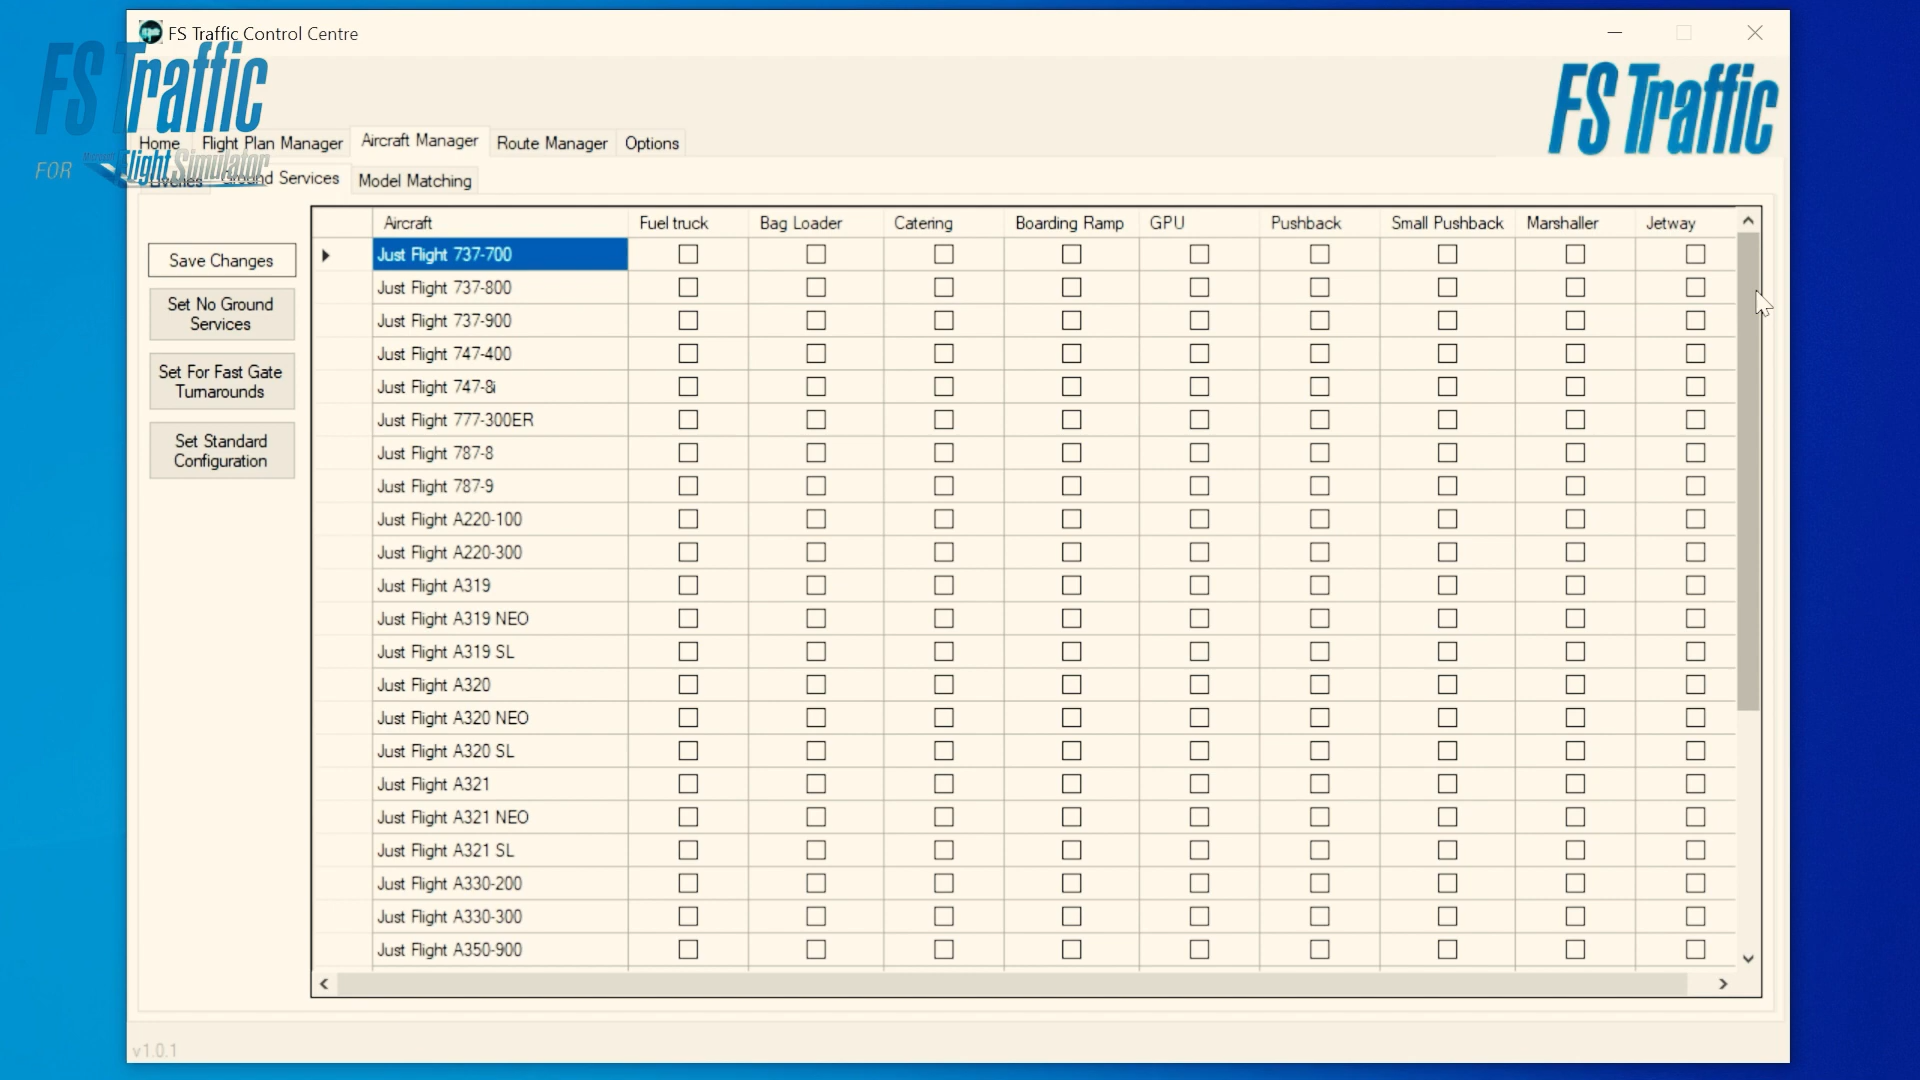 FS Traffic Control Centre
FS Traffic
FOR Microsoft Flight Simulator
FS Traffic
Home Flight Plan Manager Aircraft Manager Route Manager Options
Liveries Ground Services Model Matching
Save Changes
Set No Ground
Services
Set For Fast Gate
Turnarounds
Set Standard
Configuration
Aircraft Fuel truck Bag Loader Catering Boarding Ramp GPU Pushback Small Pushback Marshaller Jetway
Just Flight 737-700
Just Flight 737-800
Just Flight 737-900
Just Flight 747-400
Just Flight 747-8i
Just Flight 777-300ER
Just Flight 787-8
Just Flight 787-9
Just Flight A220-100
Just Flight A220-300
Just Flight A319
Just Flight A319 NEO
Just Flight A319 SL
Just Flight A320
Just Flight A320 NEO
Just Flight A320 SL
Just Flight A321
Just Flight A321 NEO
Just Flight A321 SL
Just Flight A330-200
Just Flight A330-300
Just Flight A350-900
v1.0.1